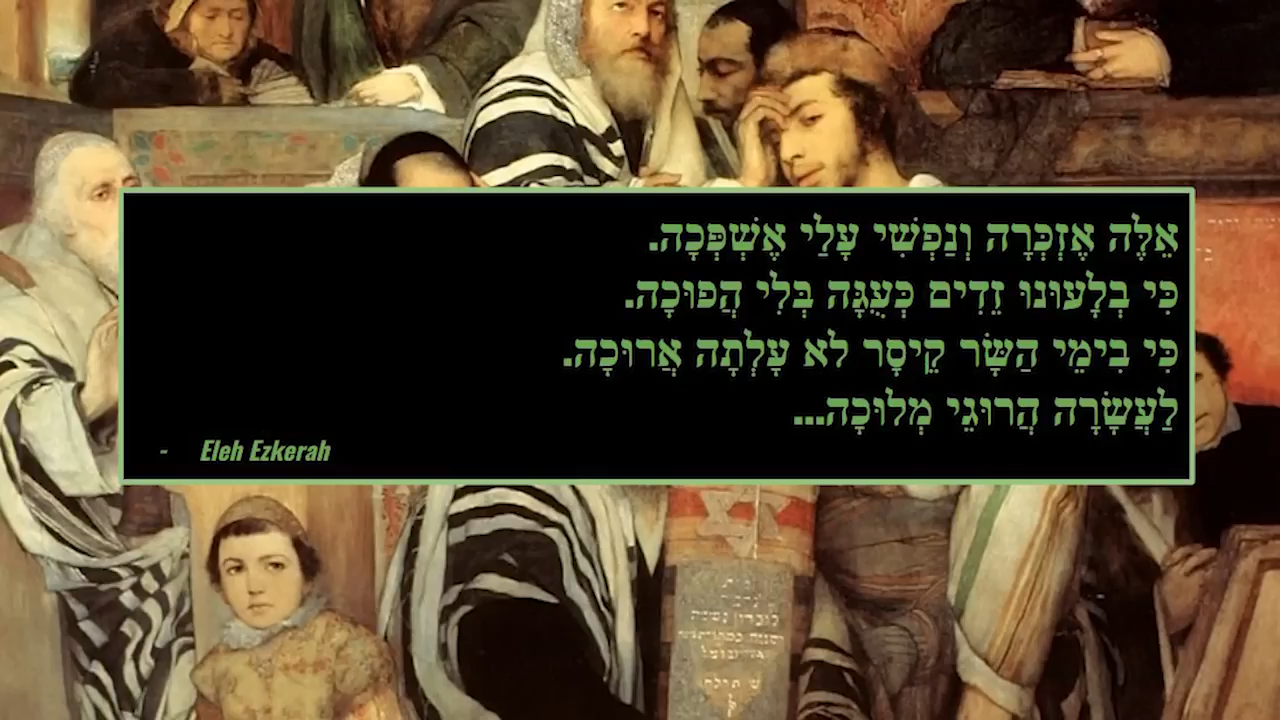 אֵלֶּה אֶזְכְּרָה וְנַפְשִׁי עָלַי אֶשְׁפְּכָה.
כִּי בְלָעוּנוּ זֵדִים כְּעֻגָּה בְּלִי הֲפוּכָה.
כִּי בִימֵי הַשָּׂר קֵיסָר לֹא עָלְתָה אֲרוּכָה.
לַעֲשָׂרָה הֲרוּגֵי מְלוּכָה...
- Eleh Ezkerah